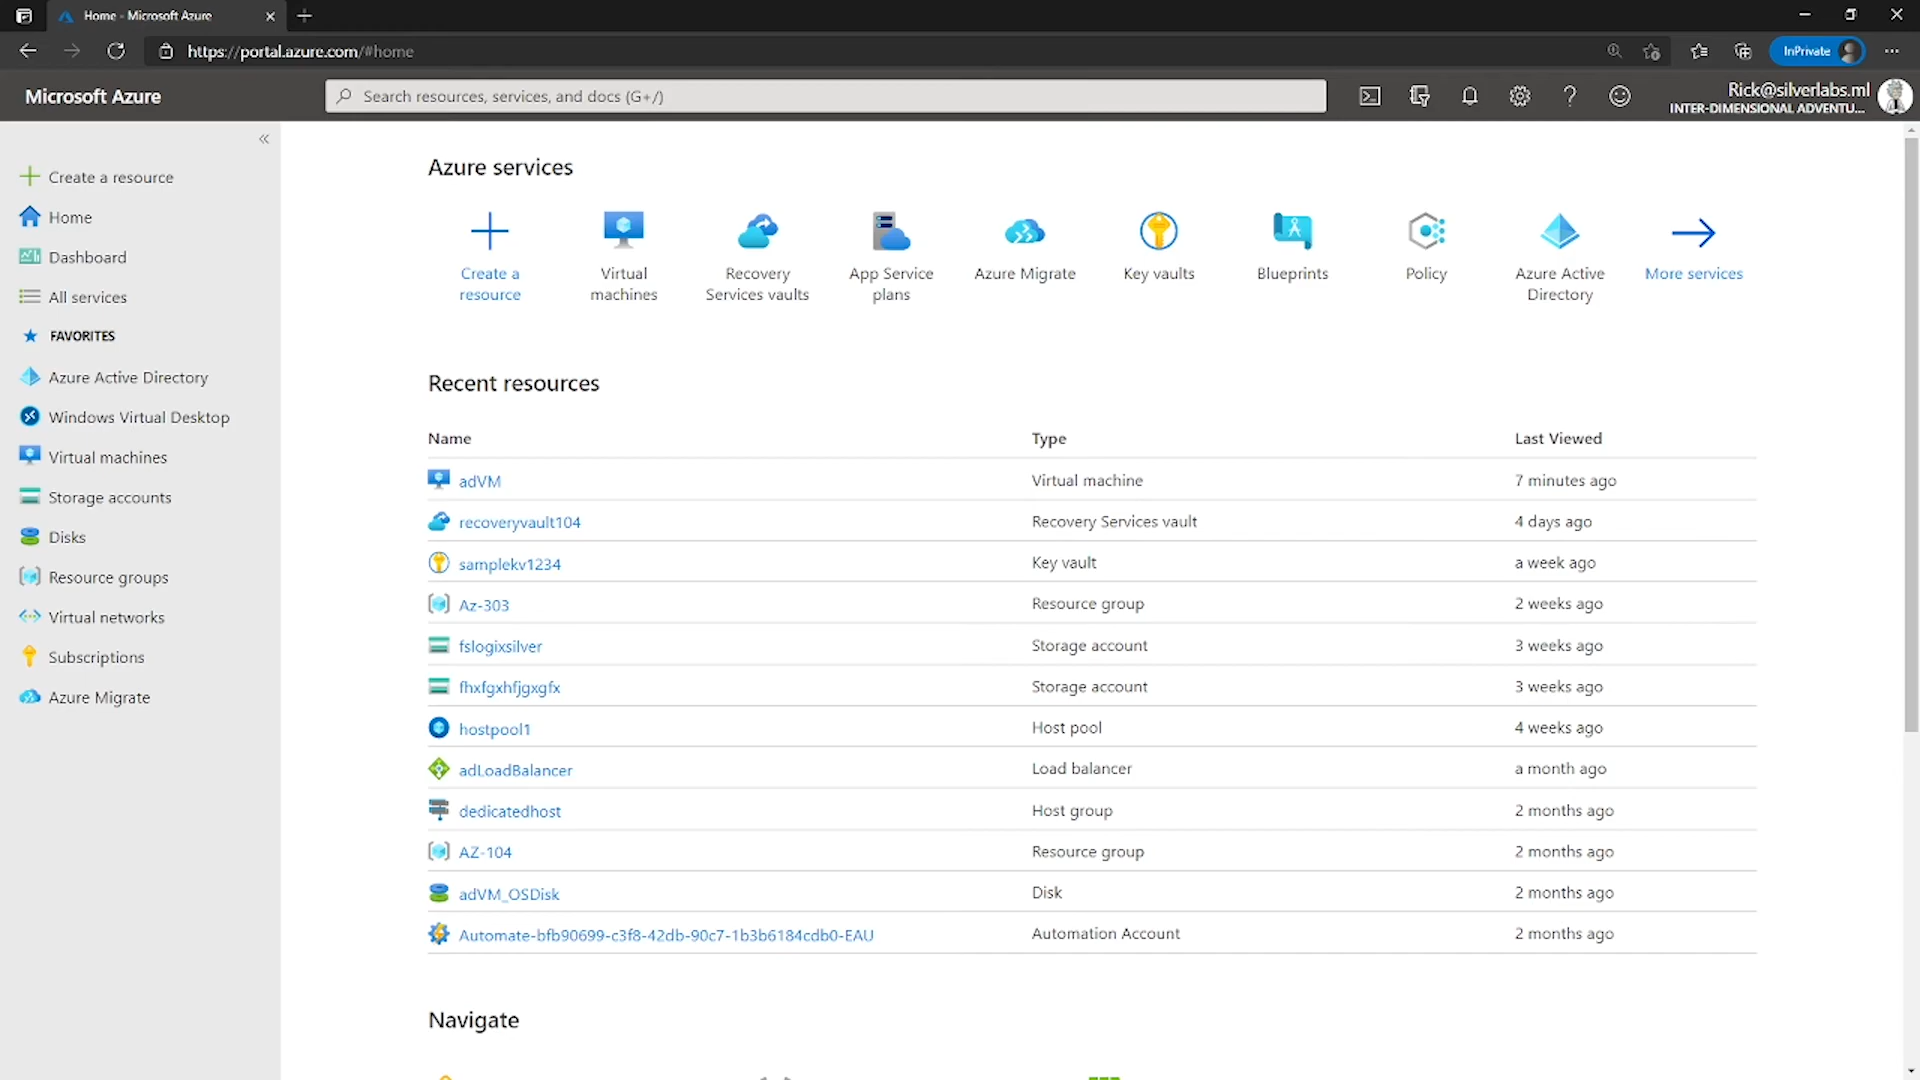 Home - Microsoft Azure
https://portal.azure.com/#home
InPrivate
Microsoft Azure
Search resources, services, and docs (G+/)
Rick@silverlabs.ml
INTER-DIMENSIONAL ADVENTU...
Create a resource
Home
Dashboard
All services
FAVORITES
Azure Active Directory
Windows Virtual Desktop
Virtual machines
Storage accounts
Disks
Resource groups
Virtual networks
Subscriptions
Azure Migrate
Azure services
Create a
resource
Virtual
machines
Recovery
Services vaults
App Service
plans
Azure Migrate
Key vaults
Blueprints
Policy
Azure Active
Directory
More services
Recent resources
Name Type Last Viewed
adVM Virtual machine 7 minutes ago
recoveryvault104 Recovery Services vault 4 days ago
samplekv1234 Key vault a week ago
Az-303 Resource group 2 weeks ago
fslogixsilver Storage account 3 weeks ago
fhxfgxhfjgxgfx Storage account 3 weeks ago
hostpool1 Host pool 4 weeks ago
adLoadBalancer Load balancer a month ago
dedicatedhost Host group 2 months ago
AZ-104 Resource group 2 months ago
adVM_OSDisk Disk 2 months ago
Automate-bfb90699-c3f8-42db-90c7-1b3b6184cdb0-EAU Automation Account 2 months ago
Navigate